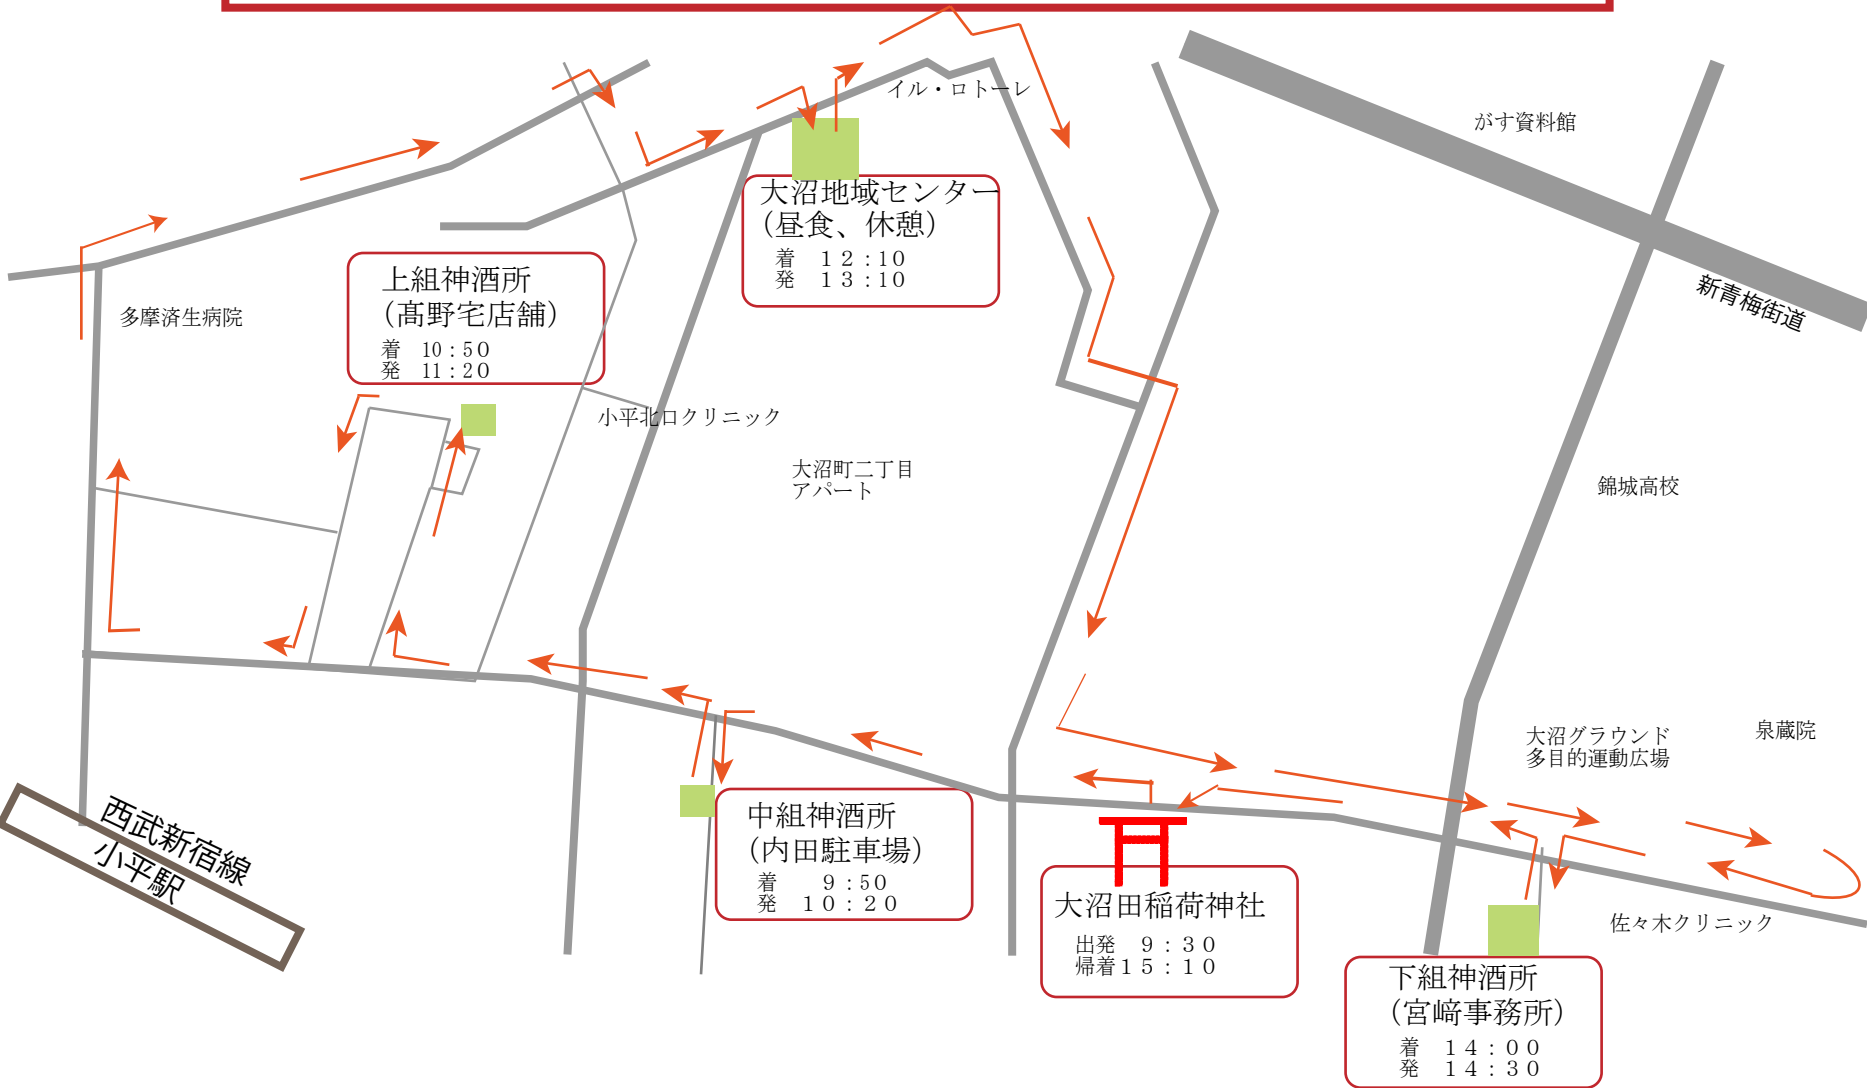 イル・ロトーレ
がす資料館
大沼地域センター
（昼食、休憩）
着　１２:10
発　１３:10
新青梅街道
上組神酒所
（髙野宅店舗）
着　10：50
発　11：20
多摩済生病院
小平北口クリニック
大沼町二丁目
アパート
錦城高校
大沼グラウンド
多目的運動広場
泉蔵院
西武新宿線
小平駅
中組神酒所
（内田駐車場）
着　　９：50
発　１０：２０
大沼田稲荷神社
出発　９：３０
帰着１５：１０
佐々木クリニック
下組神酒所
（宮﨑事務所）
着　１４：００
発　１４：３０